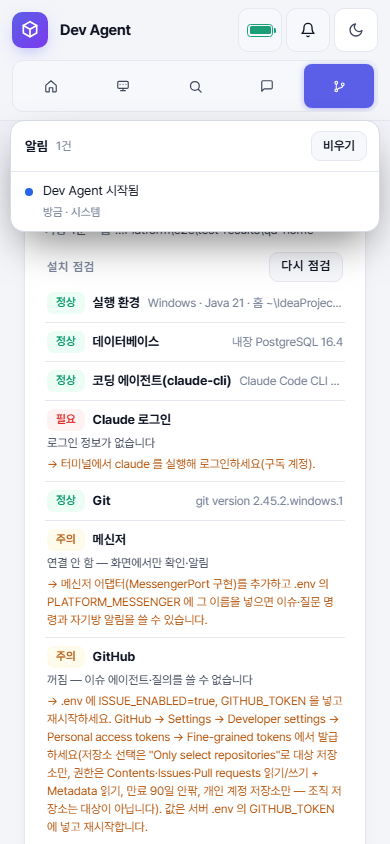 Dev Agent
알림 1건
비우기
Dev Agent 시작됨
방금 · 시스템
설치 점검
다시 점검
정상 실행 환경 Windows · Java 21 · 홈 ~\IdeaProjec...
정상 데이터베이스 내장 PostgreSQL 16.4
정상 코딩 에이전트(claude-cli) Claude Code CLI ...
필요 Claude 로그인
로그인 정보가 없습니다
→ 터미널에서 claude 를 실행해 로그인하세요(구독 계정).
정상 Git git version 2.45.2.windows.1
주의 메신저
연결 안 함 — 화면에서만 확인·알림
→ 메신저 어댑터(MessengerPort 구현)를 추가하고 .env 의
PLATFORM_MESSENGER 에 그 이름을 넣으면 이슈·질문 명
령과 자기방 알림을 쓸 수 있습니다.
주의 GitHub
꺼짐 — 이슈 에이전트·질의를 쓸 수 없습니다
→ .env 에 ISSUE_ENABLED=true, GITHUB_TOKEN 을 넣고
재시작하세요. GitHub → Settings → Developer settings →
Personal access tokens → Fine-grained tokens 에서 발급
하세요(저장소 선택은 "Only select repositories"로 대상 저장
소만, 권한은 Contents·Issues·Pull requests 읽기/쓰기 +
Metadata 읽기, 만료 90일 안팎, 개인 계정 저장소만 — 조직 저
장소는 대상이 아닙니다). 값은 서버 .env 의 GITHUB_TOKEN
에 넣고 재시작합니다.